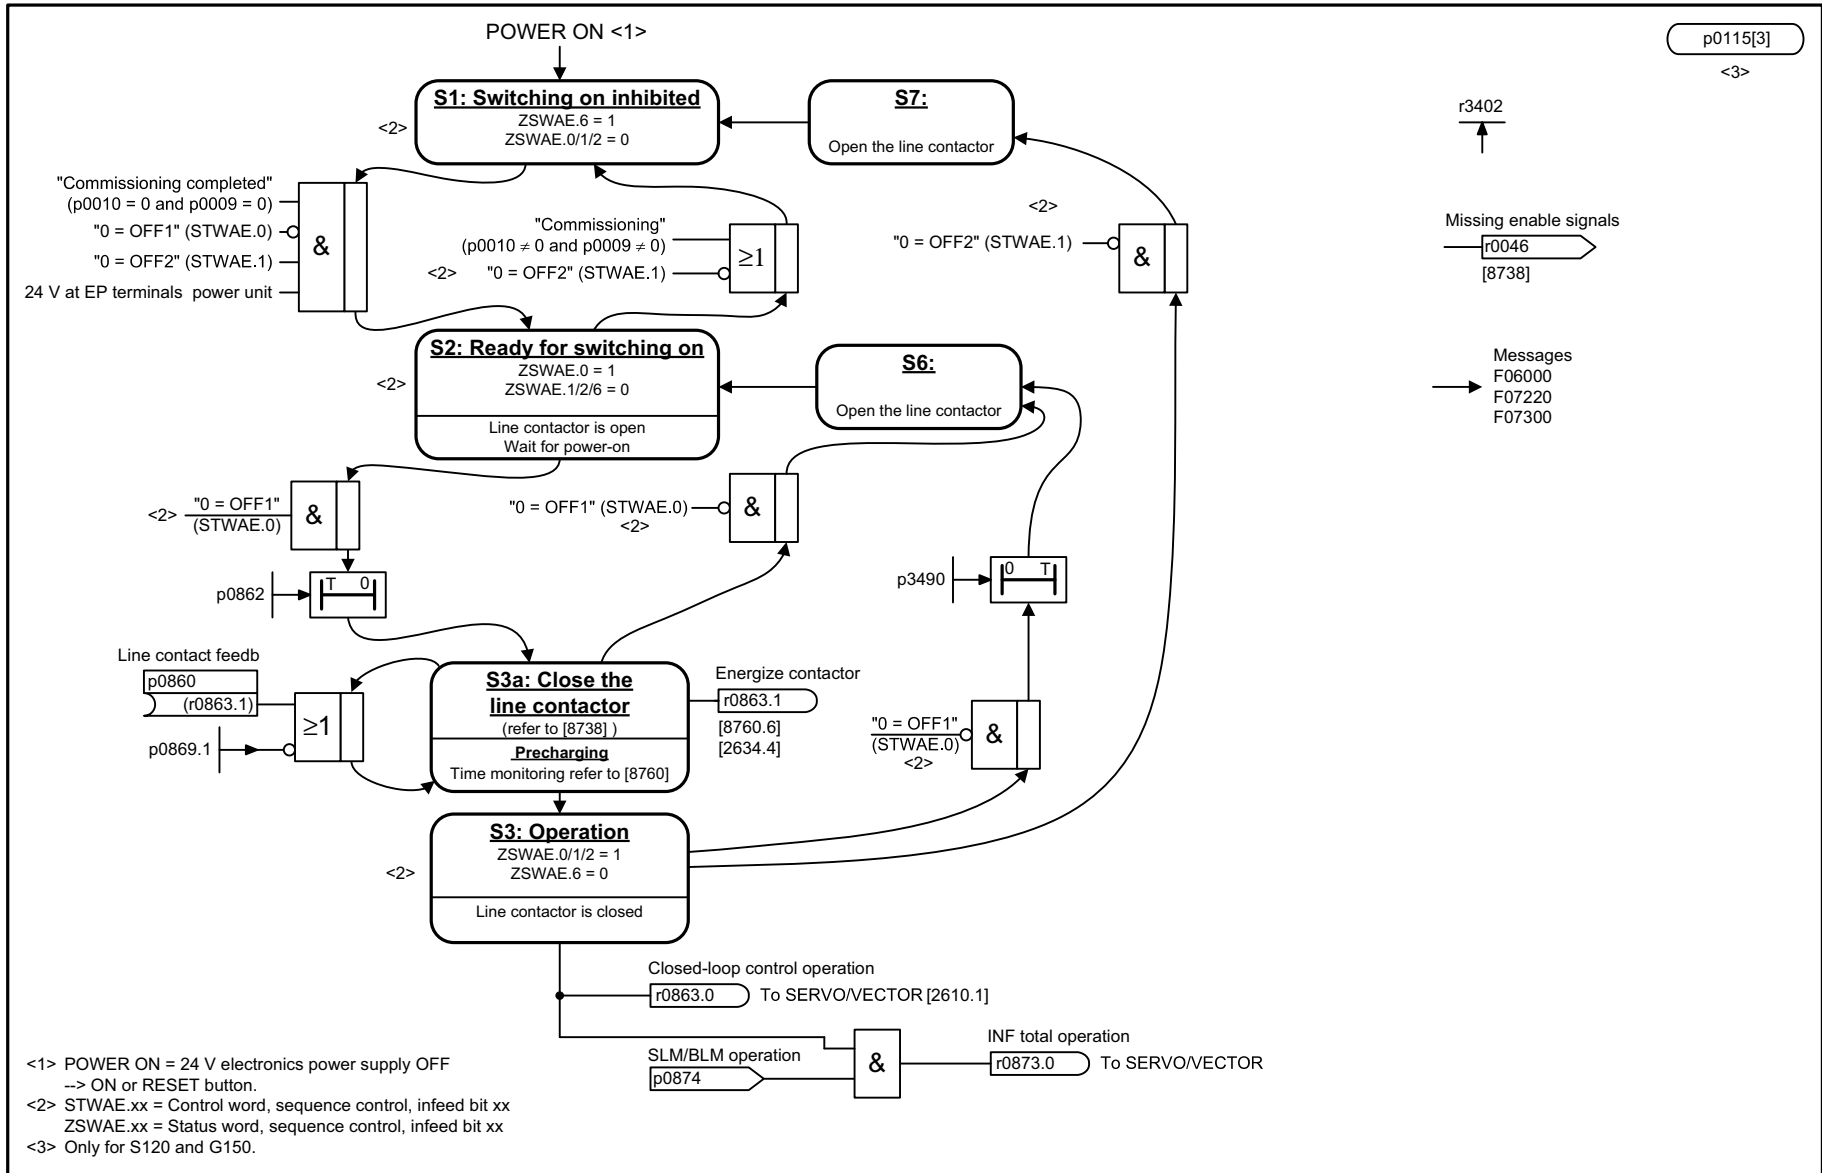 POWER ON <1>
p0115[3]
<3>
S1: Switching on inhibited
ZSWAE.6 = 1
ZSWAE.0/1/2 = 0
<2>
S7:
Open the line contactor
r3402
"Commissioning completed"
(p0010 = 0 and p0009 = 0)
"0 = OFF1" (STWAE.0)
"0 = OFF2" (STWAE.1)
24 V at EP terminals power unit
&
"Commissioning"
(p0010 ≠ 0 and p0009 ≠ 0)
<2> "0 = OFF2" (STWAE.1)
≥1
<2>
"0 = OFF2" (STWAE.1)
&
Missing enable signals
r0046
[8738]
S2: Ready for switching on
ZSWAE.0 = 1
ZSWAE.1/2/6 = 0
<2>
Line contactor is open
Wait for power-on
S6:
Open the line contactor
Messages
F06000
F07220
F07300
<2> "0 = OFF1"
(STWAE.0)
&
"0 = OFF1" (STWAE.0)
<2>
&
p0862
T 0
p3490
0 T
Line contact feedb
p0860
(r0863.1)
p0869.1
≥1
S3a: Close the
line contactor
(refer to [8738] )
Precharging
Time monitoring refer to [8760]
Energize contactor
r0863.1
[8760.6]
[2634.4]
"0 = OFF1"
(STWAE.0)
<2>
&
S3: Operation
ZSWAE.0/1/2 = 1
ZSWAE.6 = 0
<2>
Line contactor is closed
Closed-loop control operation
r0863.0 To SERVO/VECTOR [2610.1]
SLM/BLM operation
p0874
&
INF total operation
r0873.0 To SERVO/VECTOR
<1> POWER ON = 24 V electronics power supply OFF
--> ON or RESET button.
<2> STWAE.xx = Control word, sequence control, infeed bit xx
ZSWAE.xx = Status word, sequence control, infeed bit xx
<3> Only for S120 and G150.